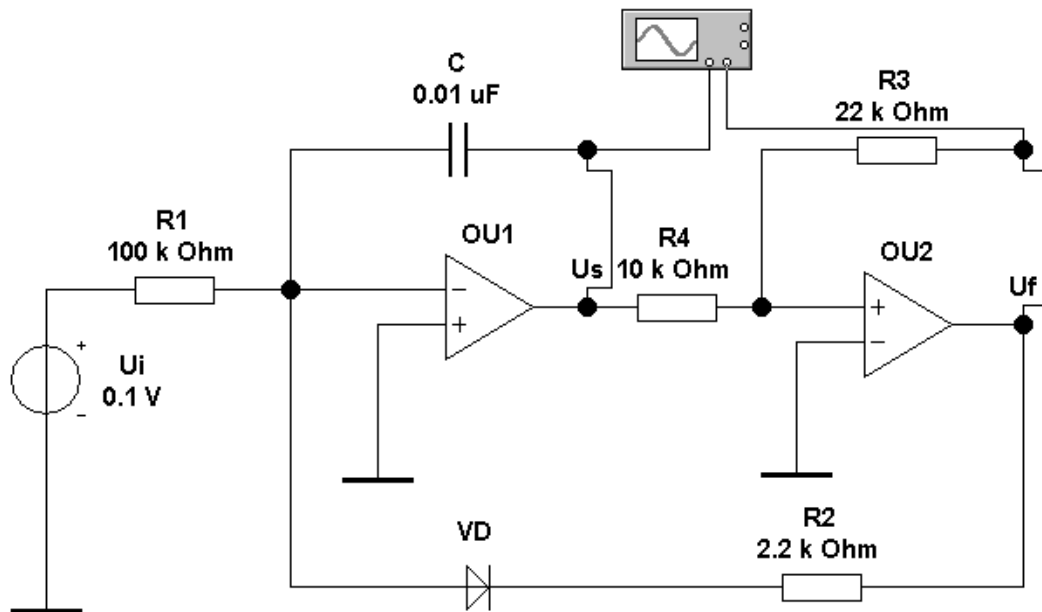 C
0.01 uF
R3
22 k Ohm
R1
100 k Ohm
OU1
R4
10 k Ohm
Us
OU2
Uf
+
-
+
+
-
Ui
0.1 V
+
-
VD
R2
2.2 k Ohm